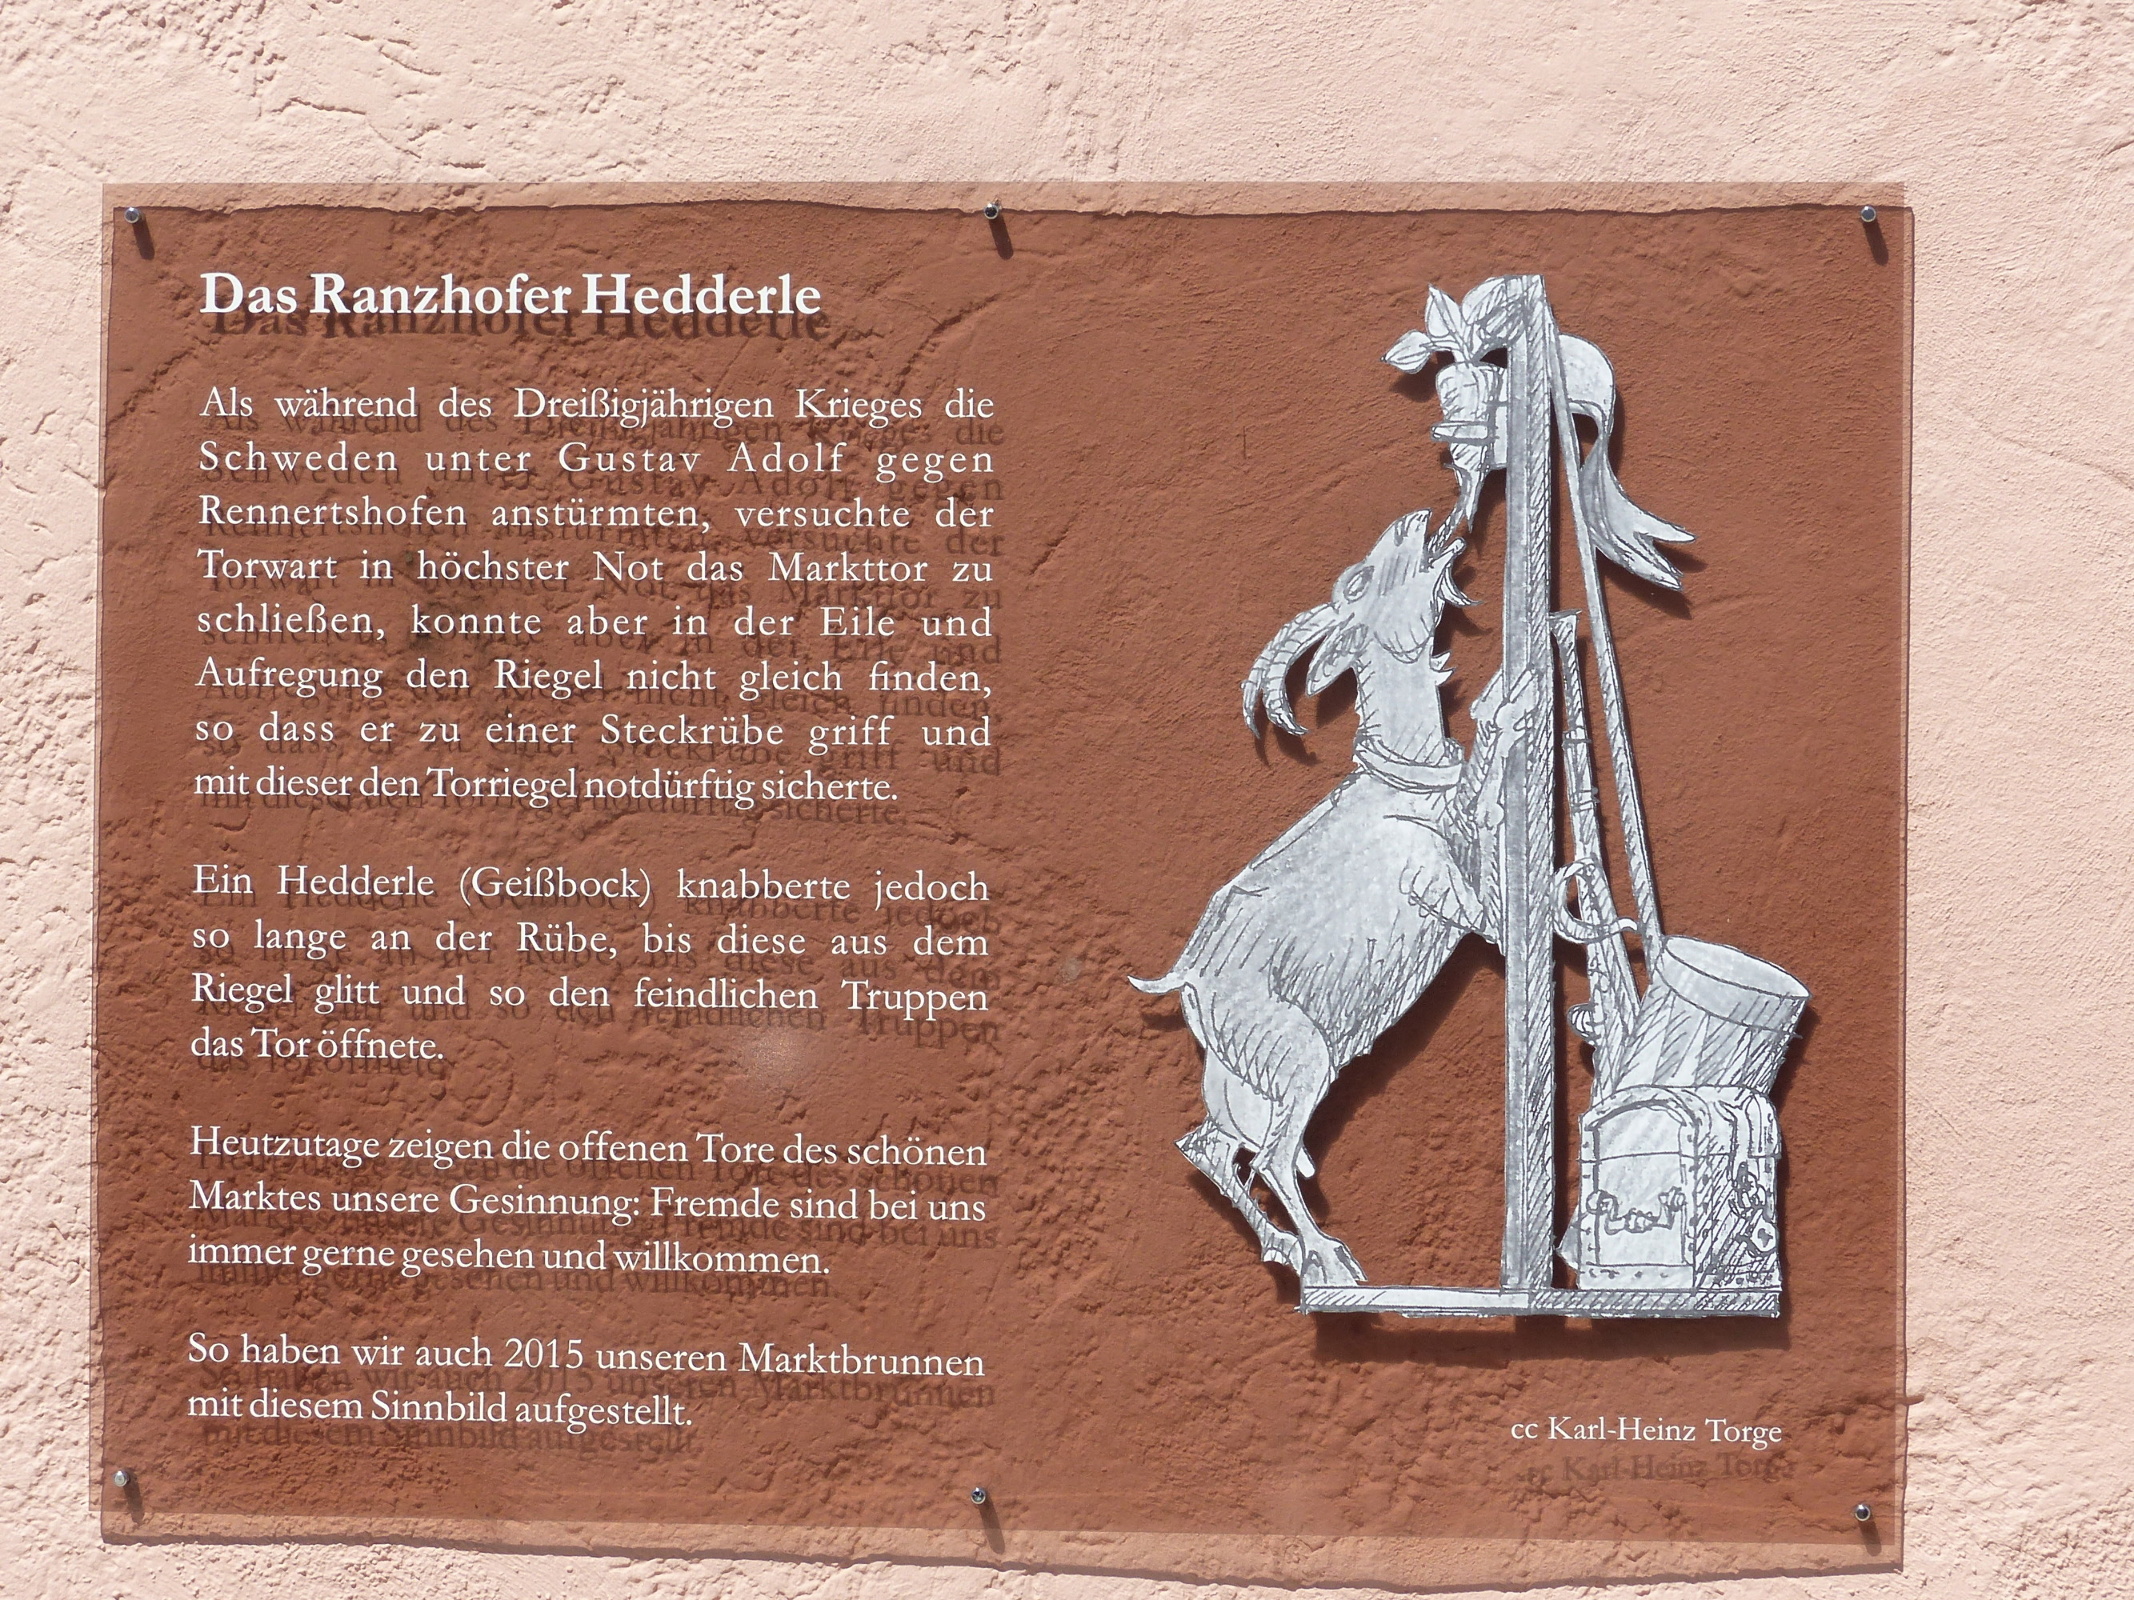 Das Ranzhofer Hedderle
Als während des Dreißigjährigen Krieges die
Schweden unter Gustav Adolf gegen
Rennertshofen anstürmten, versuchte der
Torwart in höchster Not das Markttor zu
schließen, konnte aber in der Eile und
Aufregung den Riegel nicht gleich finden,
so dass er zu einer Steckrübe griff und
mit dieser den Torriegel notdürftig sicherte.
Ein Hedderle (Geißbock) knabberte jedoch
so lange an der Rübe, bis diese aus dem
Riegel glitt und so den feindlichen Truppen
das Tor öffnete.
Heutzutage zeigen die offenen Tore des schönen
Marktes unsere Gesinnung: Fremde sind bei uns
immer gerne gesehen und willkommen.
So haben wir auch 2015 unseren Marktbrunnen
mit diesem Sinnbild aufgestellt.
cc Karl-Heinz Torge